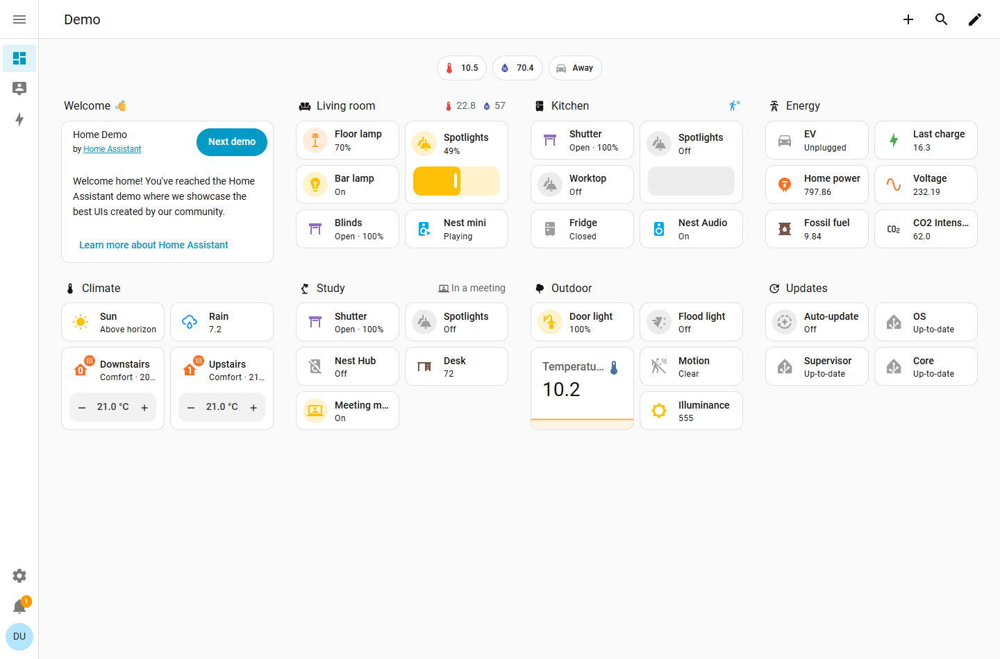 Demo
10.5
70.4
Away
Welcome 👋
Home Demo
by Home Assistant
Next demo
Welcome home! You've reached the Home
Assistant demo where we showcase the
best UIs created by our community.
Learn more about Home Assistant
Living room
22.8
57
Floor lamp
70%
Spotlights
49%
Bar lamp
On
Blinds
Open · 100%
Nest mini
Playing
Kitchen
Shutter
Open · 100%
Spotlights
Off
Worktop
Off
Fridge
Closed
Nest Audio
On
Energy
EV
Unplugged
Last charge
16.3
Home power
797.86
Voltage
232.19
Fossil fuel
9.84
CO2
CO2 Intens...
62.0
Climate
Sun
Above horizon
Rain
7.2
0
Downstairs
Comfort · 20...
− 21.0 °C +
1
Upstairs
Comfort · 21...
− 21.0 °C +
Study
In a meeting
Shutter
Open · 100%
Spotlights
Off
Nest Hub
Off
Desk
72
Meeting m...
On
Outdoor
Door light
100%
Flood light
Off
Temperatu...
10.2
Motion
Clear
Illuminance
555
Updates
Auto-update
Off
OS
Up-to-date
Supervisor
Up-to-date
Core
Up-to-date
1
DU